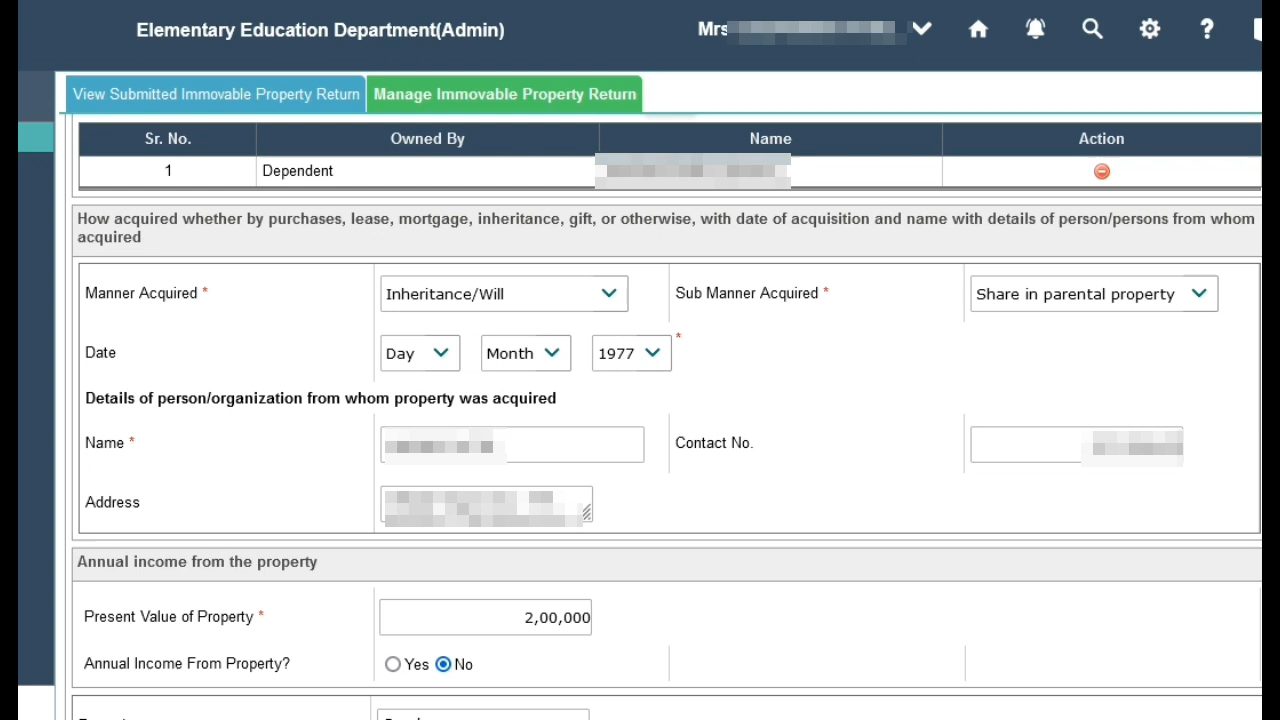 Elementary Education Department(Admin)
Mrs
View Submitted Immovable Property Return
Manage Immovable Property Return
Sr. No. Owned By Name Action
1 Dependent
How acquired whether by purchases, lease, mortgage, inheritance, gift, or otherwise, with date of acquisition and name with details of person/persons from whom
acquired
Manner Acquired * Inheritance/Will Sub Manner Acquired * Share in parental property
Date Day Month 1977 *
Details of person/organization from whom property was acquired
Name * Contact No.
Address
Annual income from the property
Present Value of Property * 2,00,000
Annual Income From Property? Yes No